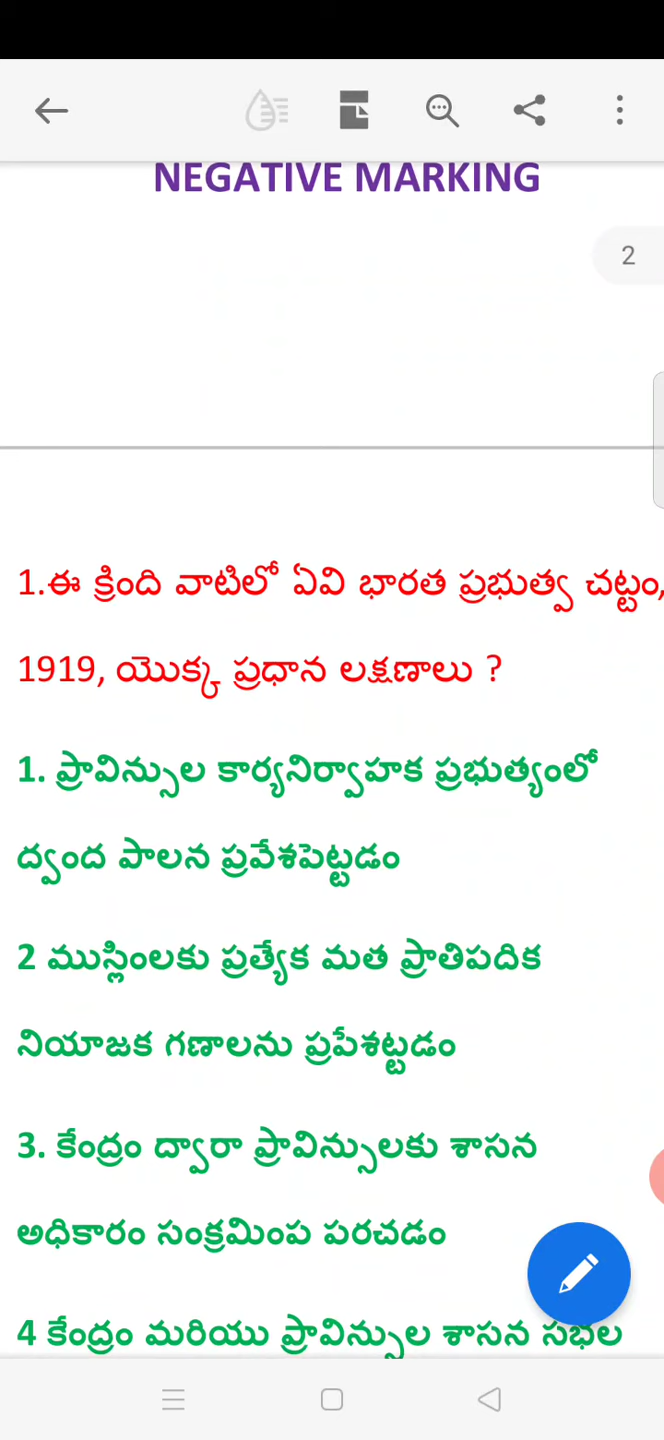 NEGATIVE MARKING
2
1.ఈ క్రింది వాటిలో ఏవి భారత ప్రభుత్వ చట్టం,
1919, యొక్క ప్రధాన లక్షణాలు ?
1. ప్రావిన్సుల కార్యనిర్వాహక ప్రభుత్యంలో
ద్వంద పాలన ప్రవేశపెట్టడం
2 ముస్లింలకు ప్రత్యేక మత ప్రాతిపదిక
నియాజక గణాలను ప్రపేశట్టడం
3. కేంద్రం ద్వారా ప్రావిన్సులకు శాసన
అధికారం సంక్రమింప పరచడం
4 కేంద్రం మరియు ప్రావిన్సుల శాసన సభల